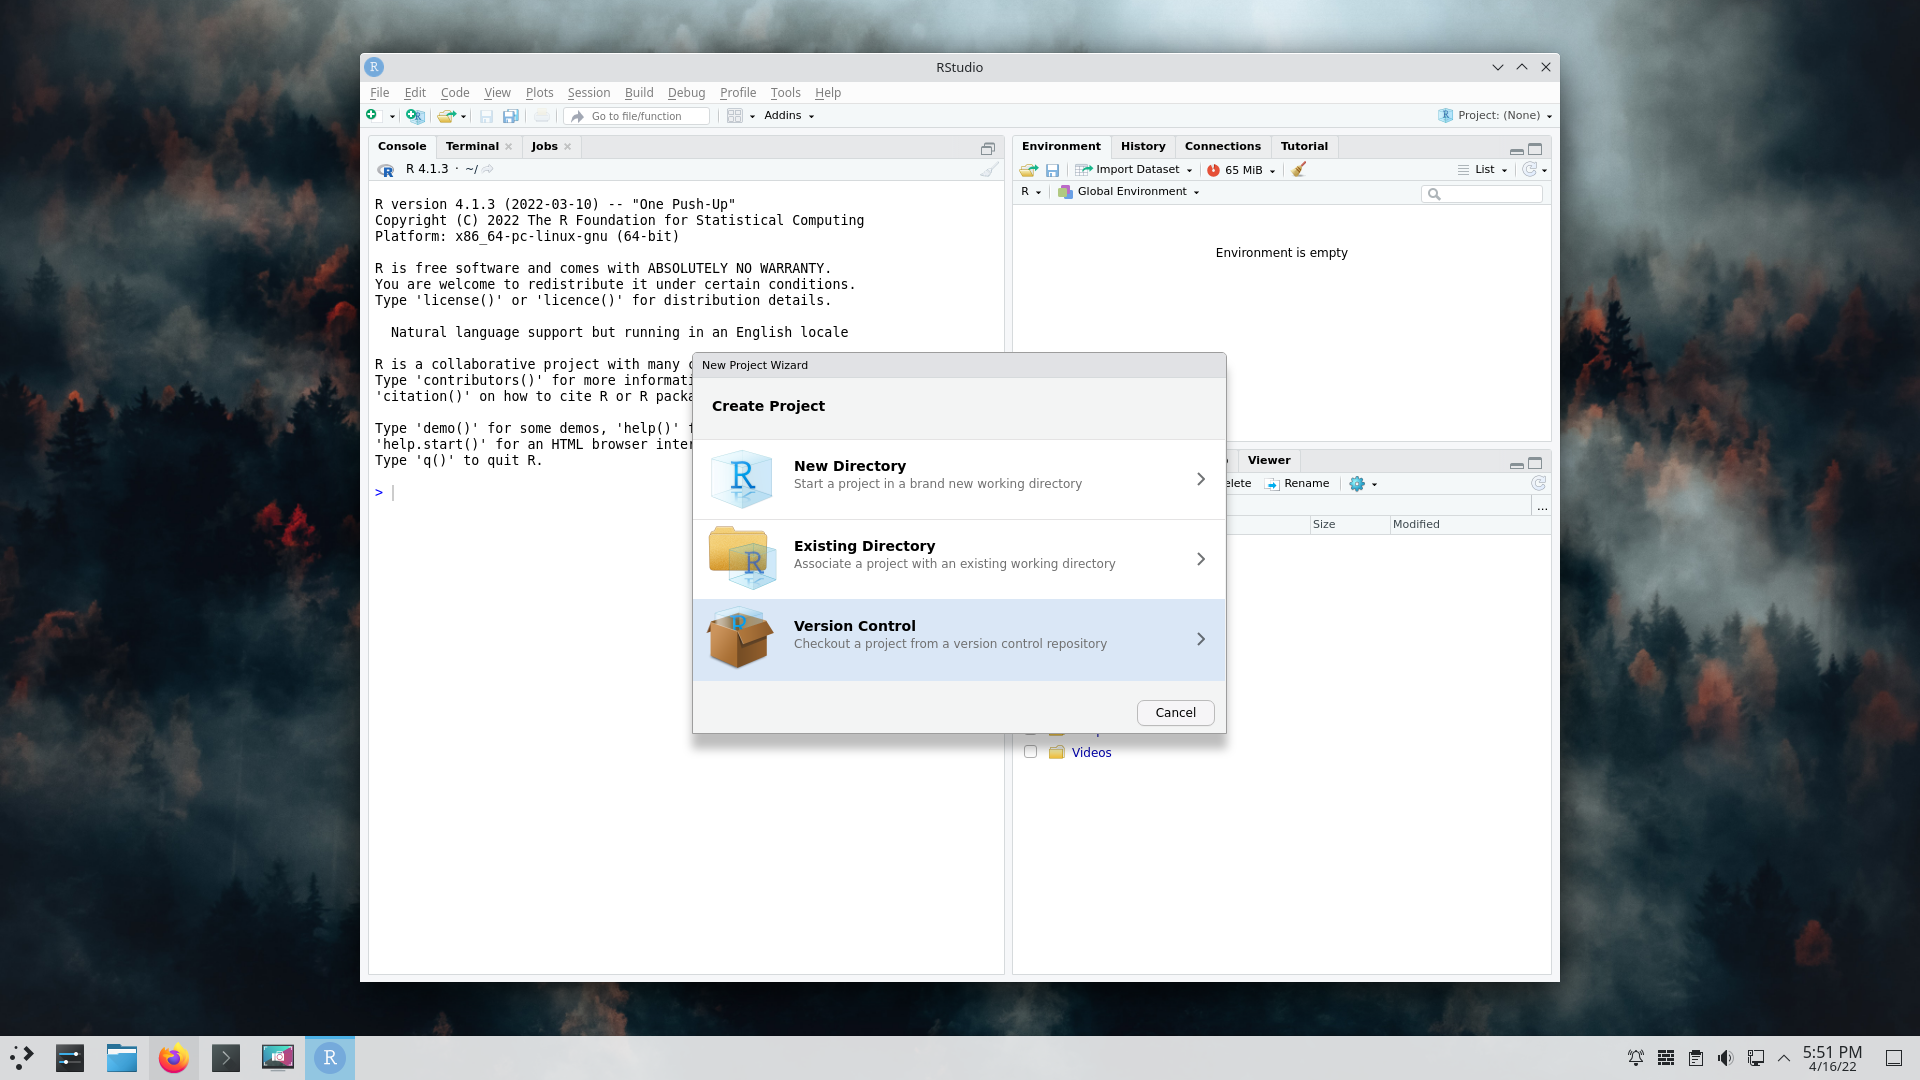 RStudio
File Edit Code View Plots Session Build Debug Profile Tools Help
Go to file/function
Addins
Project: (None)
Console
Terminal
Jobs
R 4.1.3 · ~/
R version 4.1.3 (2022-03-10) -- "One Push-Up"
Copyright (C) 2022 The R Foundation for Statistical Computing
Platform: x86_64-pc-linux-gnu (64-bit)
R is free software and comes with ABSOLUTELY NO WARRANTY.
You are welcome to redistribute it under certain conditions.
Type 'license()' or 'licence()' for distribution details.
Natural language support but running in an English locale
R is a collaborative project with many
Type 'contributors()' for more informati
'citation()' on how to cite R or R packa
Type 'demo()' for some demos, 'help()'
'help.start()' for an HTML browser inter
Type 'q()' to quit R.
>
Environment
History
Connections
Tutorial
Import Dataset
65 MiB
List
R
Global Environment
Environment is empty
Viewer
elete
Rename
...
Size
Modified
Videos
New Project Wizard
Create Project
New Directory
Start a project in a brand new working directory
Existing Directory
Associate a project with an existing working directory
Version Control
Checkout a project from a version control repository
Cancel
5:51 PM
4/16/22